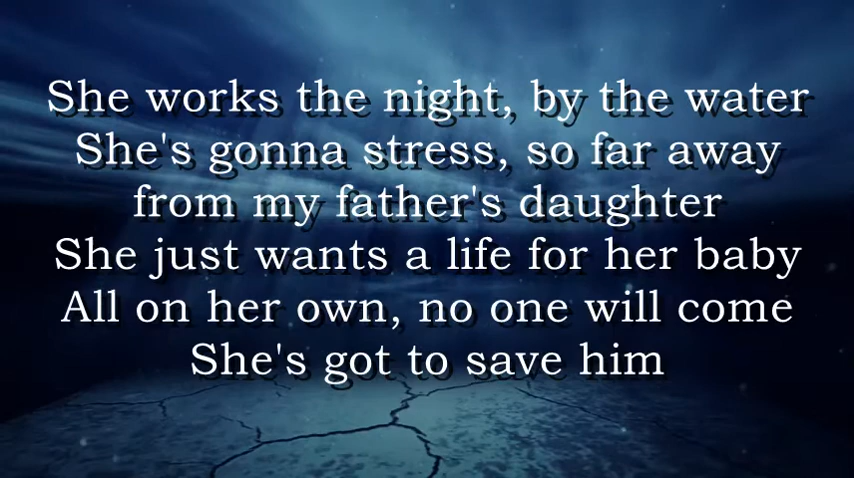 She works the night, by the water
She's gonna stress, so far away
from my father's daughter
She just wants a life for her baby
All on her own, no one will come
She's got to save him